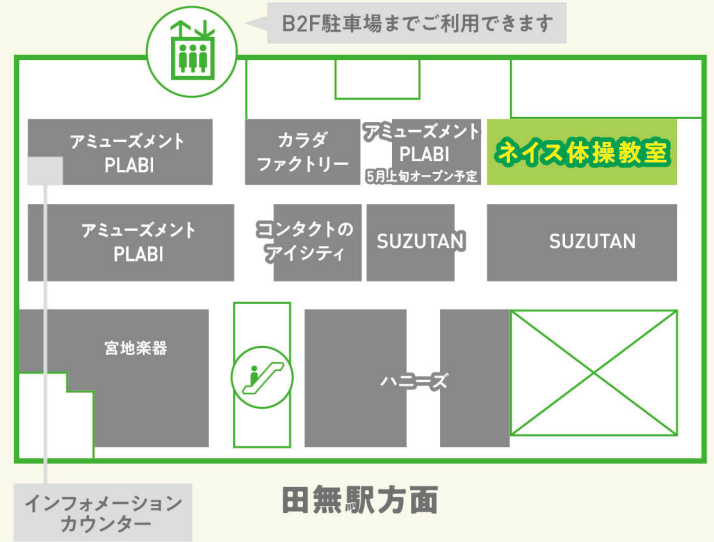 B2F駐車場までご利用できます
アミューズメント
PLABI
カラダ
ファクトリー
アミューズメント
PLABI
5月上旬オープン予定
ネイス体操教室
アミューズメント
PLABI
コンタクトの
アイシティ
SUZUTAN
SUZUTAN
宮地楽器
ハニーズ
インフォメーション
カウンター
田無駅方面